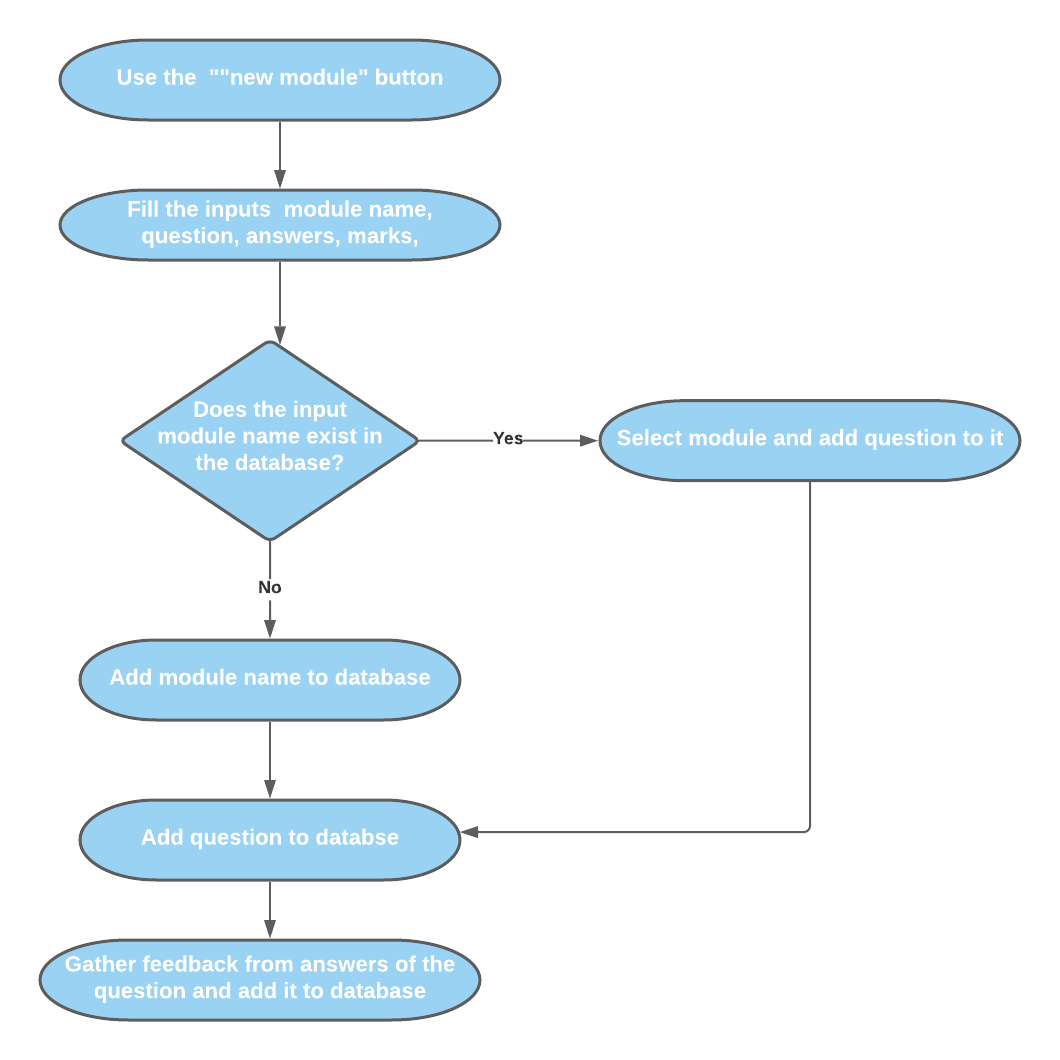 Use the  ""new module" button
Fill the inputs  module name,
question, answers, marks,
Does the input
module name exist in
the database?
Yes
Select module and add question to it
No
Add module name to database
Add question to databse
Gather feedback from answers of the
question and add it to database